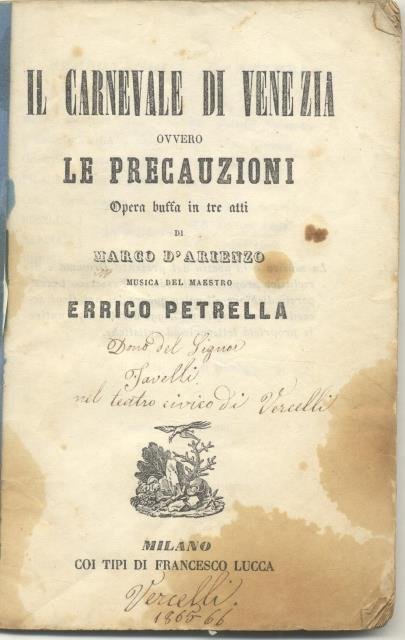 IL CARNEVALE DI VENEZIA
OVVERO
LE PRECAUZIONI
Opera buffa in tre atti
DI
MARCO D'ARIENZO
MUSICA DEL MAESTRO
ERRICO PETRELLA
Dono del Signor
Favelli
nel teatro civico di Vercelli
MILANO
COI TIPI DI FRANCESCO LUCCA
Vercelli.
1865-66